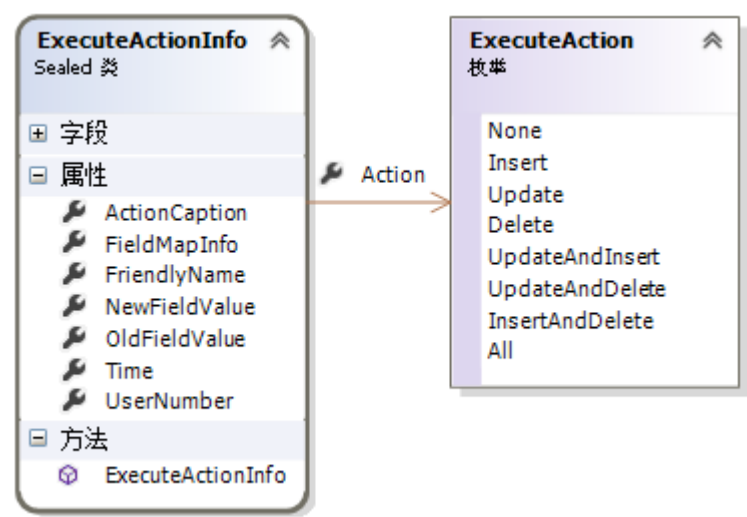 ExecuteActionInfo
Sealed 类
字段
属性
ActionCaption
FieldMapInfo
FriendlyName
NewFieldValue
OldFieldValue
Time
UserNumber
方法
ExecuteActionInfo
Action
ExecuteAction
枚举
None
Insert
Update
Delete
UpdateAndInsert
UpdateAndDelete
InsertAndDelete
All